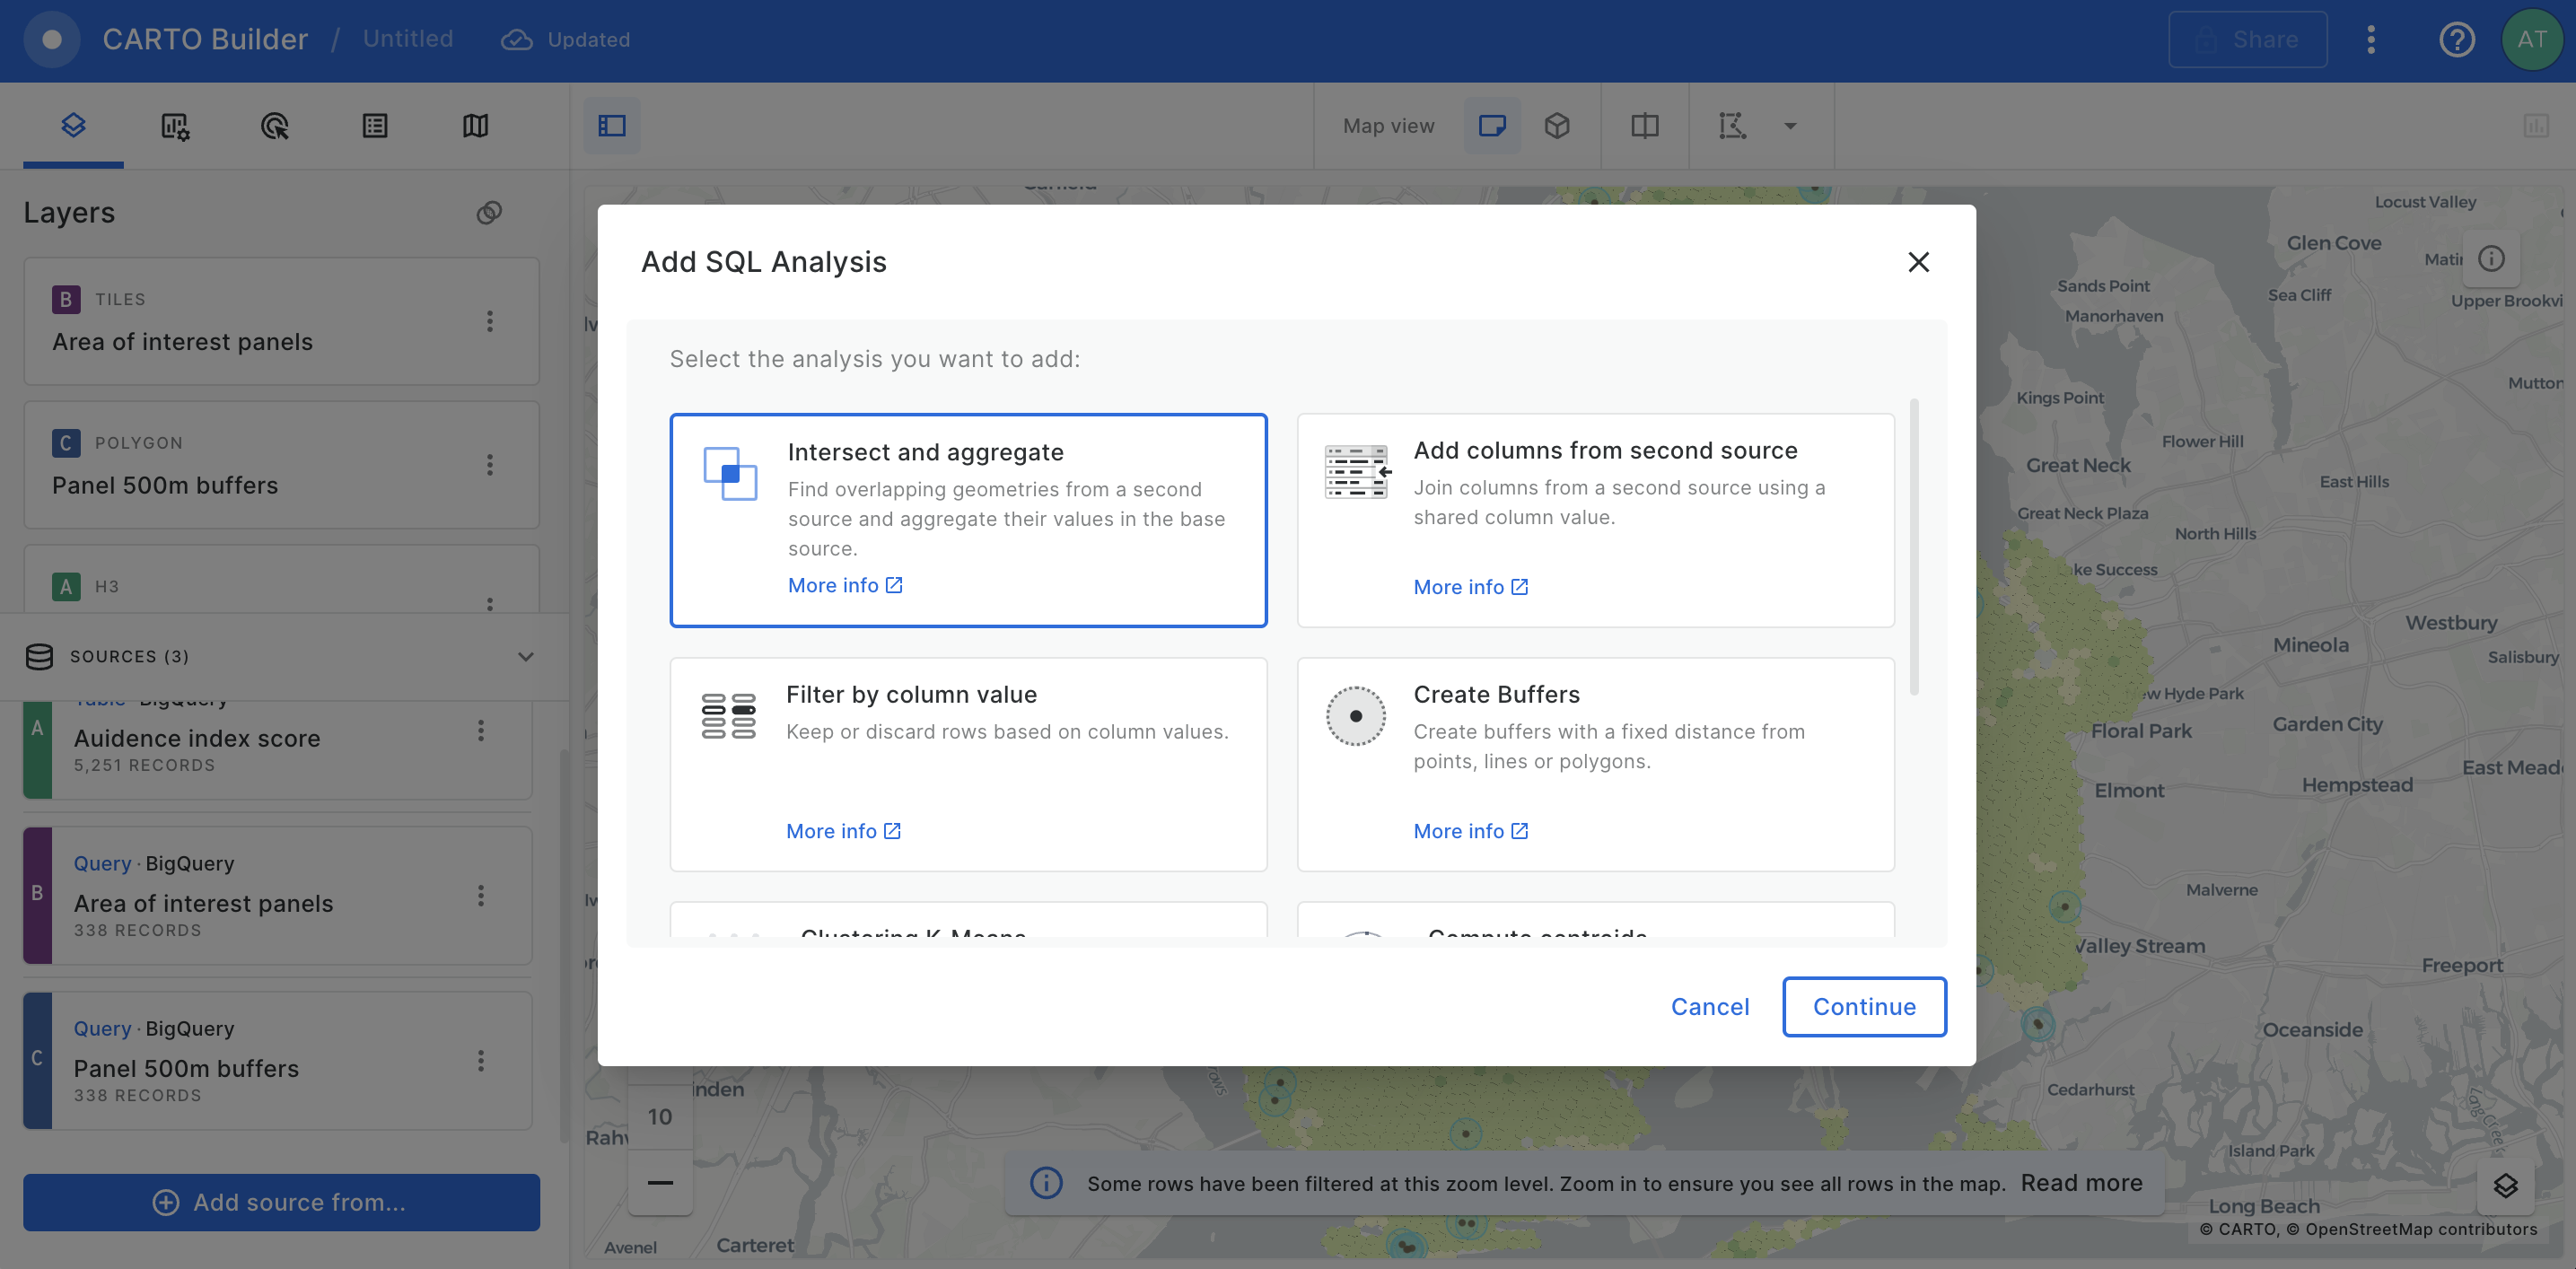 CARTO Builder / Untitled Updated
Share
AT
Map view
Layers
B TILES
Area of interest panels
C POLYGON
Panel 500m buffers
A H3
SOURCES (3)
A
Table · BigQuery
Auidence index score
5,251 RECORDS
B
Query · BigQuery
Area of interest panels
338 RECORDS
C
Query · BigQuery
Panel 500m buffers
338 RECORDS
Add source from...
Add SQL Analysis
Select the analysis you want to add:
Intersect and aggregate
Find overlapping geometries from a second
source and aggregate their values in the base
source.
More info
Add columns from second source
Join columns from a second source using a
shared column value.
More info
Filter by column value
Keep or discard rows based on column values.
More info
Create Buffers
Create buffers with a fixed distance from
points, lines or polygons.
More info
Clustering K-Means
Compute centroids
Cancel
Continue
Garfield
Locust Valley
Glen Cove
Sands Point
Sea Cliff
Manorhaven
Kings Point
Flower Hill
Great Neck
East Hills
Great Neck Plaza
North Hills
ke Success
Westbury
Mineola
Salisbury
w Hyde Park
Garden City
Floral Park
East Mead
Hempstead
Elmont
Malverne
Valley Stream
Freeport
Oceanside
Cedarhurst
Island Park
Long Beach
inden
10
Rahw
Avenel
Carteret
Some rows have been filtered at this zoom level. Zoom in to ensure you see all rows in the map. Read more
© CARTO, © OpenStreetMap contributors